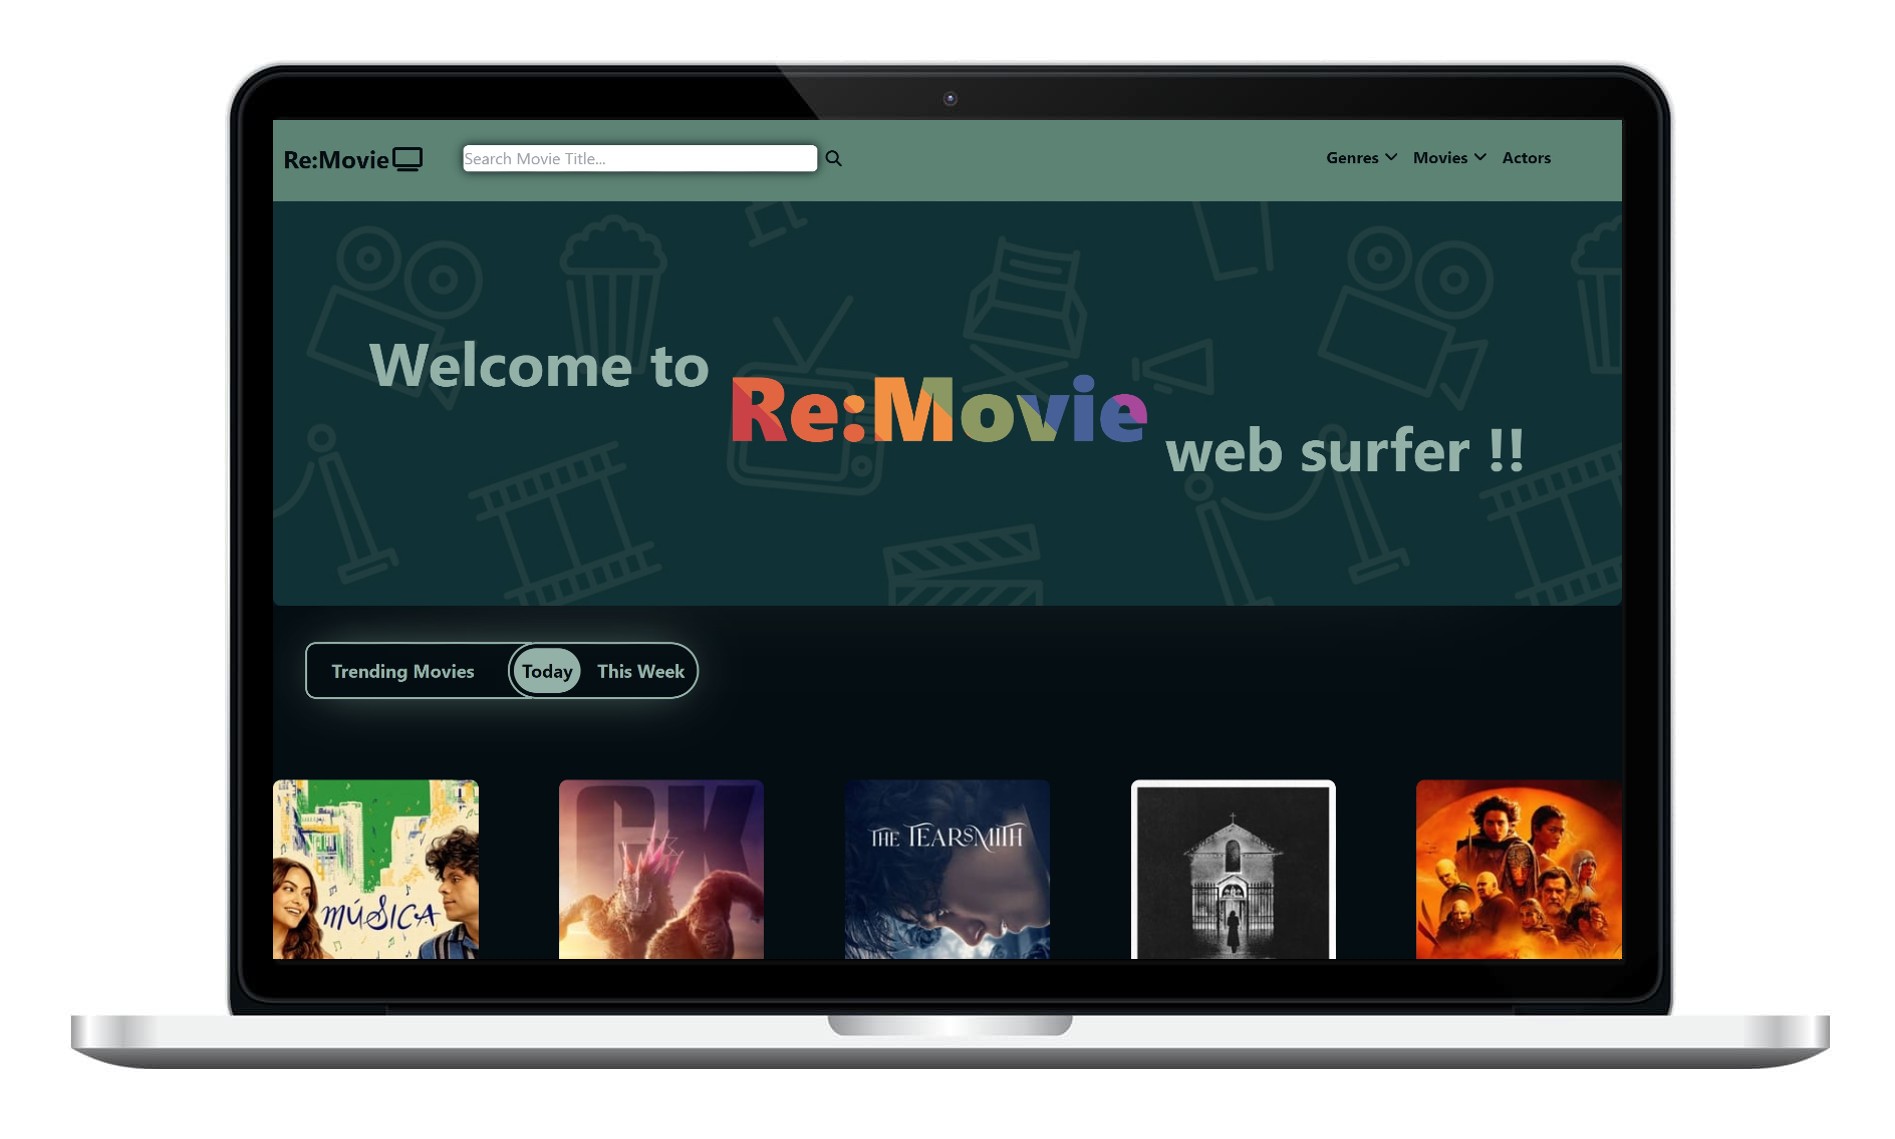 Re:Movie
Search Movie Title...
Genres Movies Actors
Welcome to
Re:Movie
web surfer !!
Trending Movies Today This Week
MÚSICA
GK
THE TEARSMITH